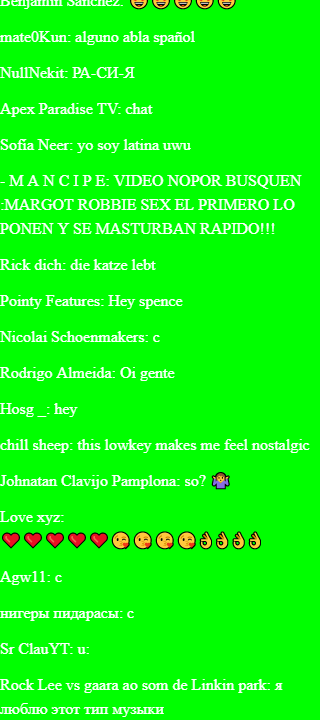 Benjamin Sanchez: 😄😄😄😄😄
mate0Kun: alguno abla spañol
NullNekit: РА-СИ-Я
Apex Paradise TV: chat
Sofia Neer: yo soy latina uwu
- M A N C I P E: VIDEO NOPOR BUSQUEN
:MARGOT ROBBIE SEX EL PRIMERO LO
PONEN Y SE MASTURBAN RAPIDO!!!
Rick dich: die katze lebt
Pointy Features: Hey spence
Nicolai Schoenmakers: c
Rodrigo Almeida: Oi gente
Hosg _: hey
chill sheep: this lowkey makes me feel nostalgic
Johnatan Clavijo Pamplona: so? 🤷🏽‍♀️
Love xyz:
❤️❤️❤️❤️❤️😘😘😘😘👌👌👌👌
Agw11: c
нигеры пидарасы: с
Sr ClauYT: u:
Rock Lee vs gaara ao som de Linkin park: я
люблю этот тип музыки